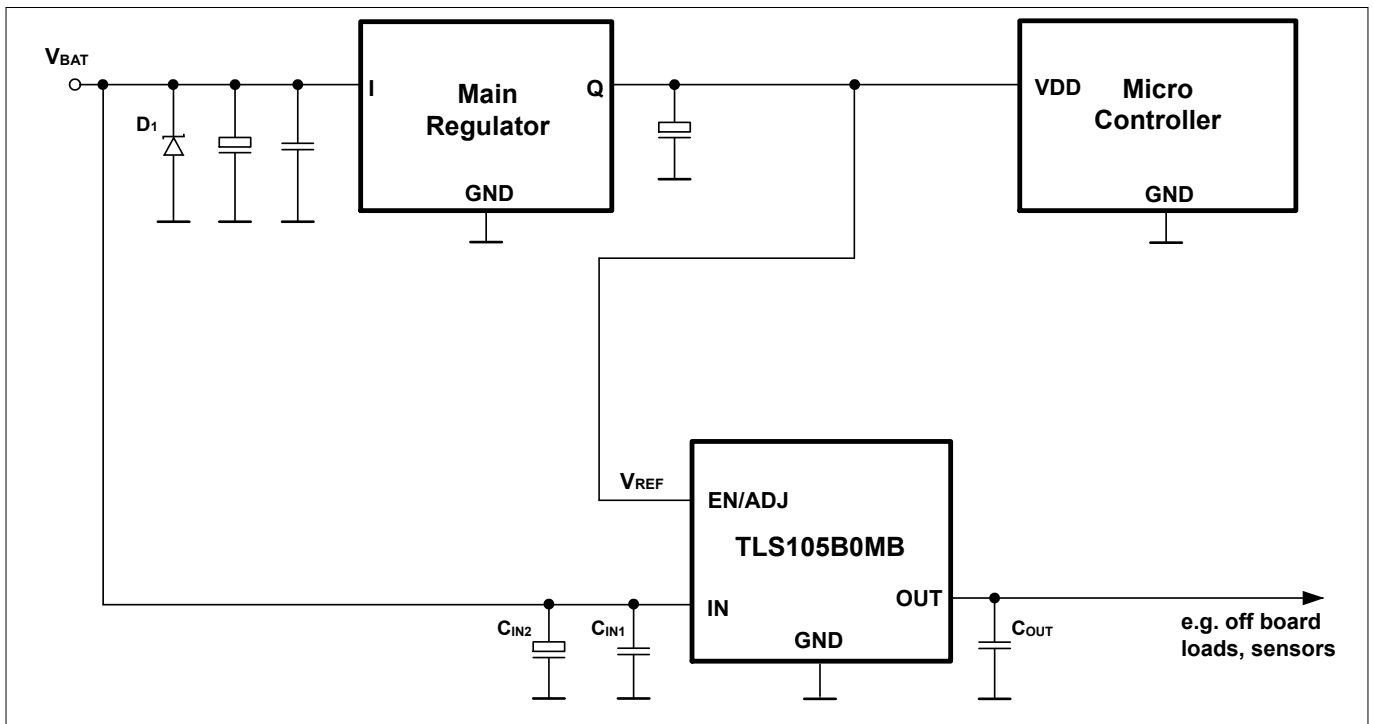 VBAT
D1
I
Main
Regulator
Q
GND
VDD
Micro
Controller
GND
VREF
EN/ADJ
TLS105B0MB
IN
OUT
GND
CIN2
CIN1
COUT
e.g. off board
loads, sensors